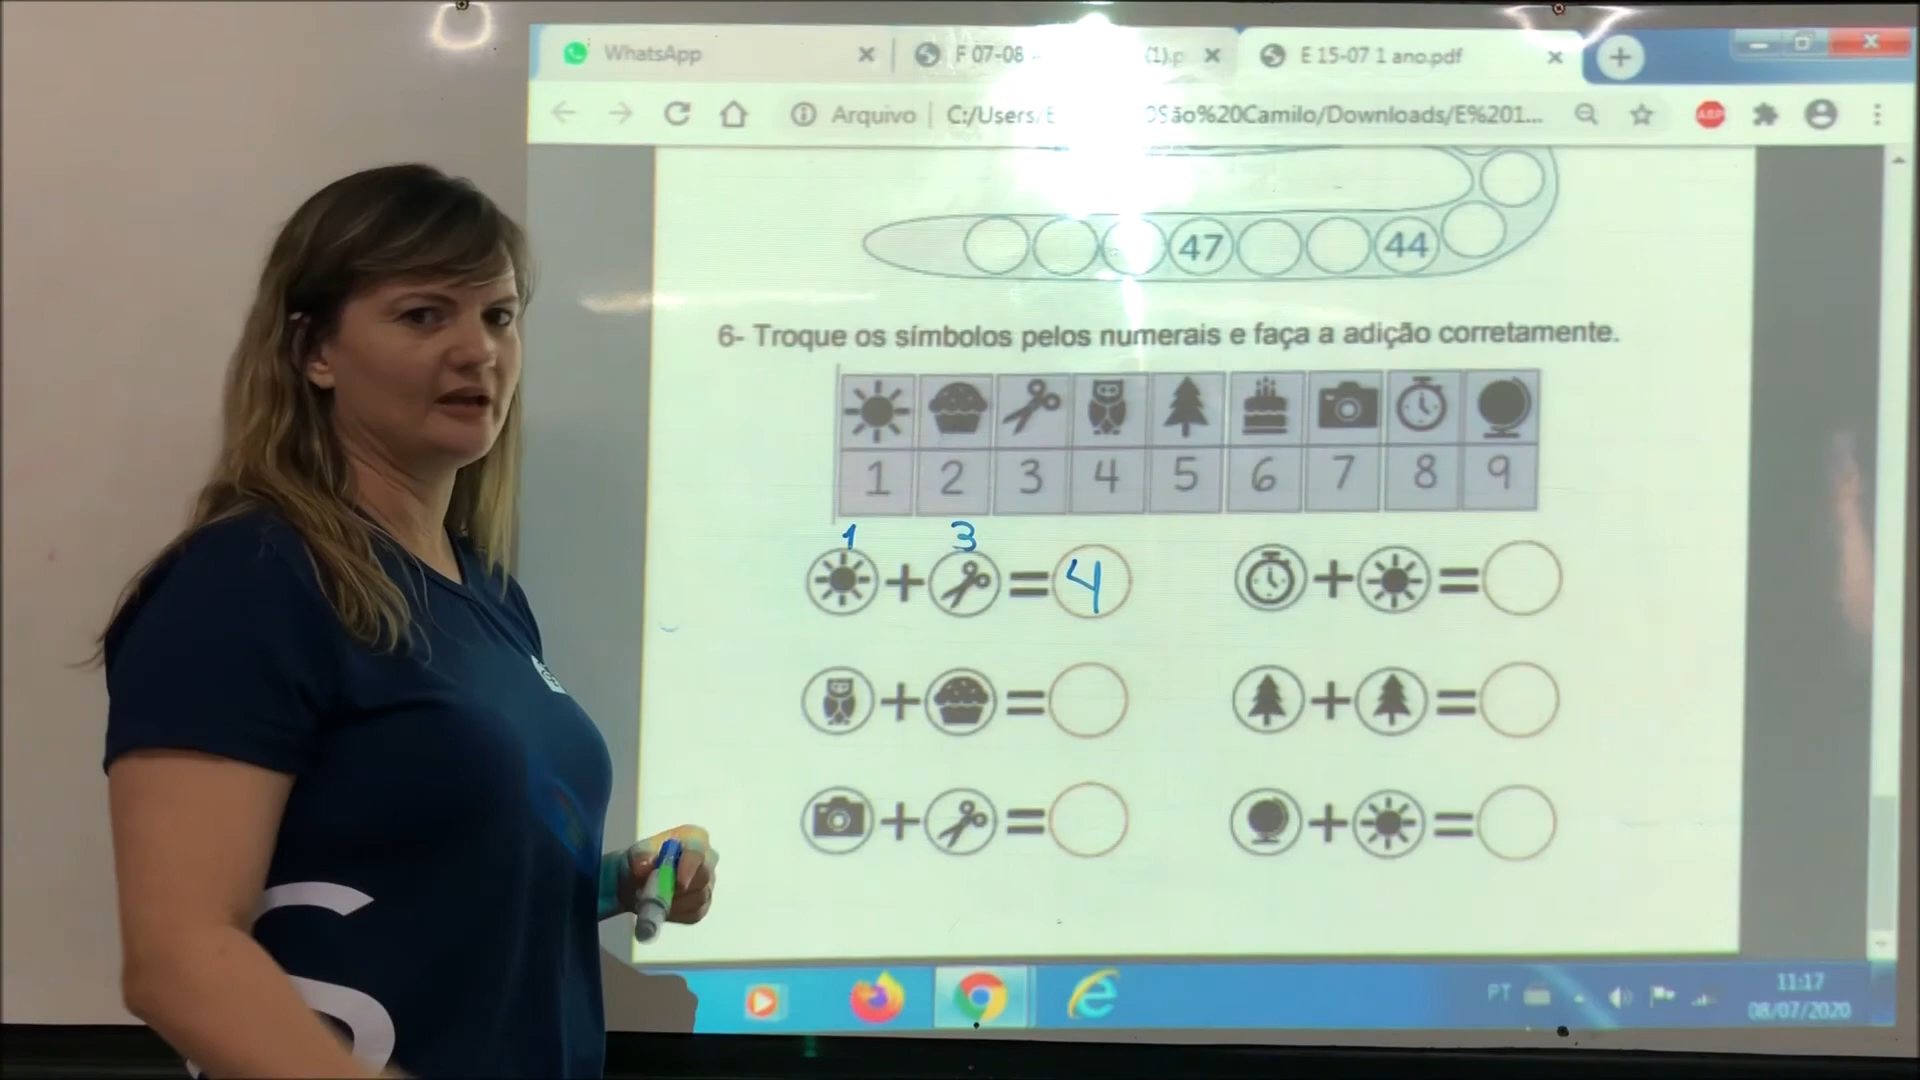 WhatsApp
F 07-08 - (1).p
E 15-07 1 ano.pdf
Arquivo
C:/Users/E
São%20Camilo/Downloads/E%201...
ABP
47 44
6- Troque os símbolos pelos numerais e faça a adição corretamente.
1 2 3 4 5 6 7 8 9
1 3
+ = 4
+ =
+ =
+ =
+ =
+ =
PT
11:17
08/07/2020
S